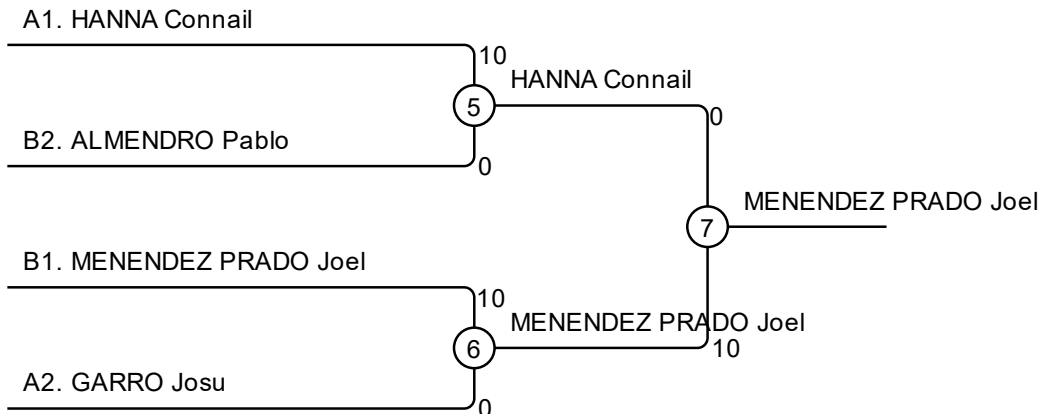 A1. HANNA Connail
10
5
HANNA Connail
0
B2. ALMENDRO Pablo
0
7
MENENDEZ PRADO Joel
B1. MENENDEZ PRADO Joel
10
6
MENENDEZ PRADO Joel
10
A2. GARRO Josu
0